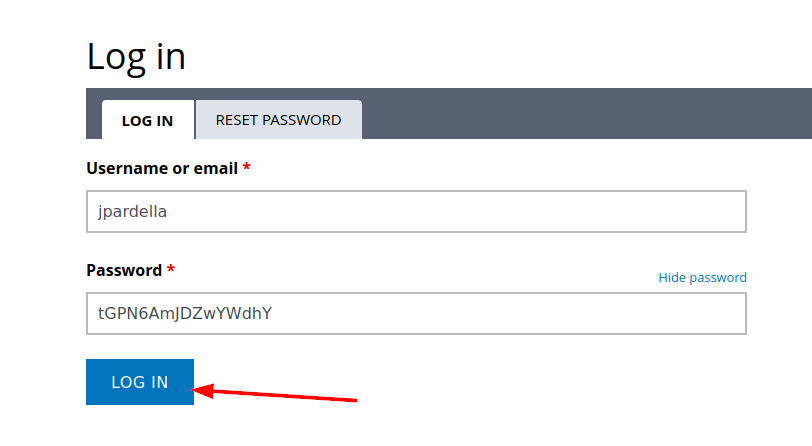 Log in
LOG IN
RESET PASSWORD
Username or email *
jpardella
Password *
Hide password
tGPN6AmJDZwYWdhY
LOG IN